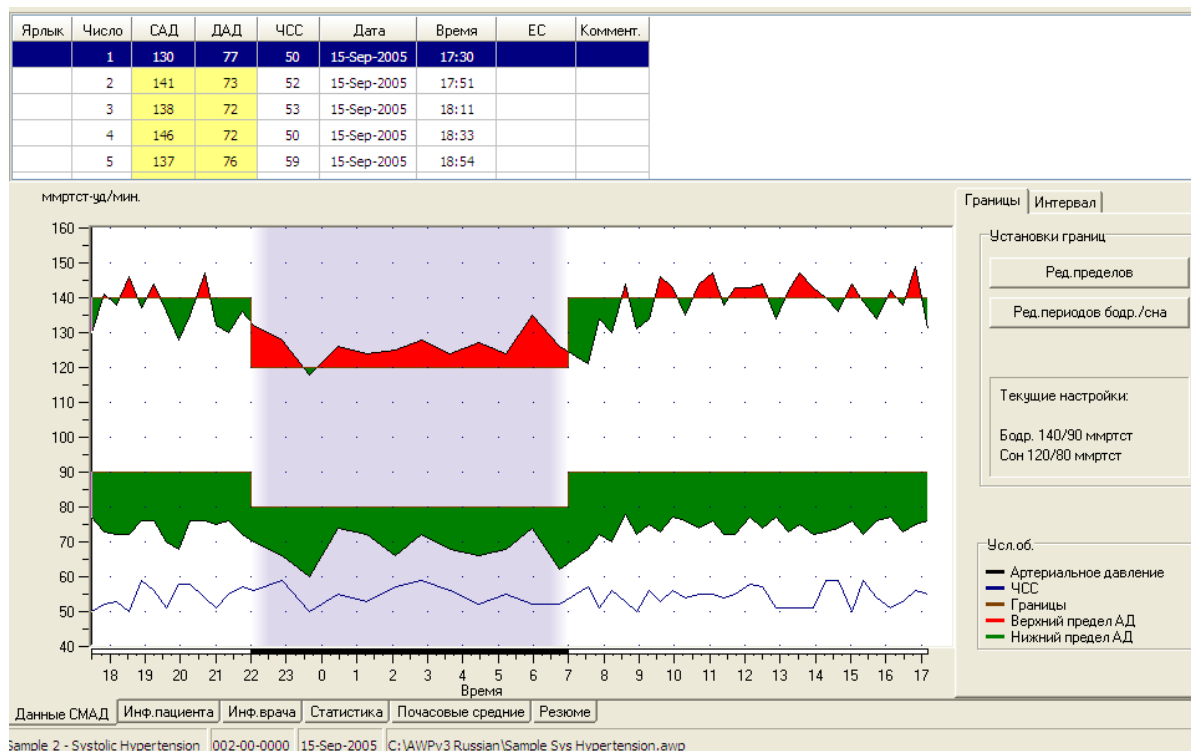 Ярлык Число САД ДАД ЧСС Дата Время ЕС Коммент.
1 130 77 50 15-Sep-2005 17:30
2 141 73 52 15-Sep-2005 17:51
3 138 72 53 15-Sep-2005 18:11
4 146 72 50 15-Sep-2005 18:33
5 137 76 59 15-Sep-2005 18:54
ммртст-уд/мин.
160
150
140
130
120
110
100
90
80
70
60
50
40
18 19 20 21 22 23 0 1 2 3 4 5 6 7 8 9 10 11 12 13 14 15 16 17
Время
Границы Интервал
Установки границ
Ред.пределов
Ред.периодов бодр./сна
Текущие настройки:
Бодр. 140/90 ммртст
Сон 120/80 ммртст
Усл.об.
Артериальное давление
ЧСС
Границы
Верхний предел АД
Нижний предел АД
Данные СМАД Инф.пациента Инф.врача Статистика Почасовые средние Резюме
Sample 2 - Systolic Hypertension 002-00-0000 15-Sep-2005 C:\AWPv3 Russian\Sample Sys Hypertension.awp